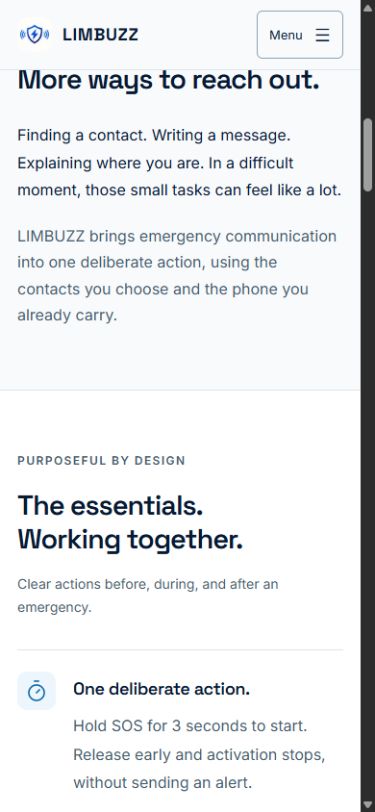 LIMBUZZ
Menu
More ways to reach out.
Finding a contact. Writing a message.
Explaining where you are. In a difficult
moment, those small tasks can feel like a lot.
LIMBUZZ brings emergency communication
into one deliberate action, using the
contacts you choose and the phone you
already carry.
PURPOSEFUL BY DESIGN
The essentials.
Working together.
Clear actions before, during, and after an
emergency.
One deliberate action.
Hold SOS for 3 seconds to start.
Release early and activation stops,
without sending an alert.